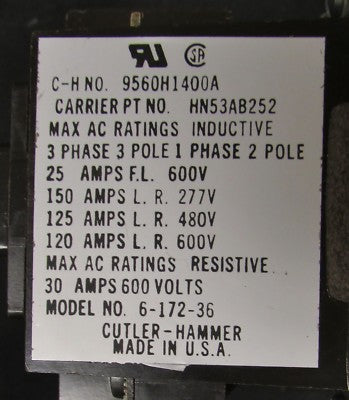 C-H NO. 9560H1400A
CARRIER PT NO. HN53AB252
MAX AC RATINGS INDUCTIVE
3 PHASE 3 POLE 1 PHASE 2 POLE
25 AMPS F.L. 600V
150 AMPS L. R. 277V
125 AMPS L. R. 480V
120 AMPS L. R. 600V
MAX AC RATINGS RESISTIVE
30 AMPS 600 VOLTS
MODEL NO. 6-172-36
CUTLER-HAMMER
MADE IN U.S.A.